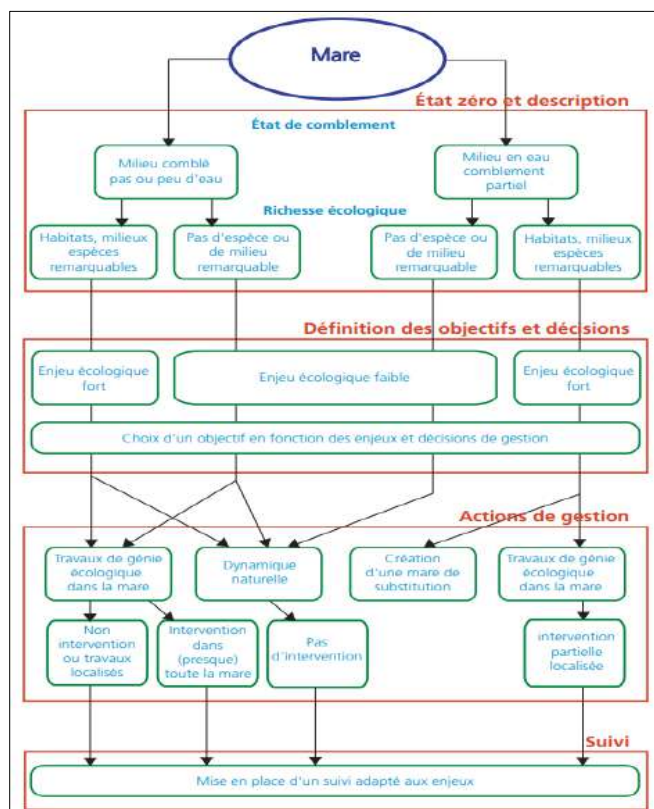 Mare
État zéro et description
État de comblement
Milieu comblé
pas ou peu d'eau
Milieu en eau
comblement
partiel
Richesse écologique
Habitats, milieux
espèces
remarquables
Pas d'espèce ou
de milieu
remarquable
Pas d'espèce ou
de milieu
remarquable
Habitats, milieux
espèces
remarquables
Définition des objectifs et décisions
Enjeu écologique
fort
Enjeu écologique faible
Enjeu écologique
fort
Choix d'un objectif en fonction des enjeux et décisions de gestion
Actions de gestion
Travaux de génie
écologique
dans la mare
Dynamique
naturelle
Création
d'une mare de
substitution
Travaux de génie
écologique
dans la mare
Non
intervention
ou travaux
localisés
Intervention
dans
(presque)
toute la mare
Pas
d'intervention
intervention
partielle
localisée
Suivi
Mise en place d'un suivi adapté aux enjeux